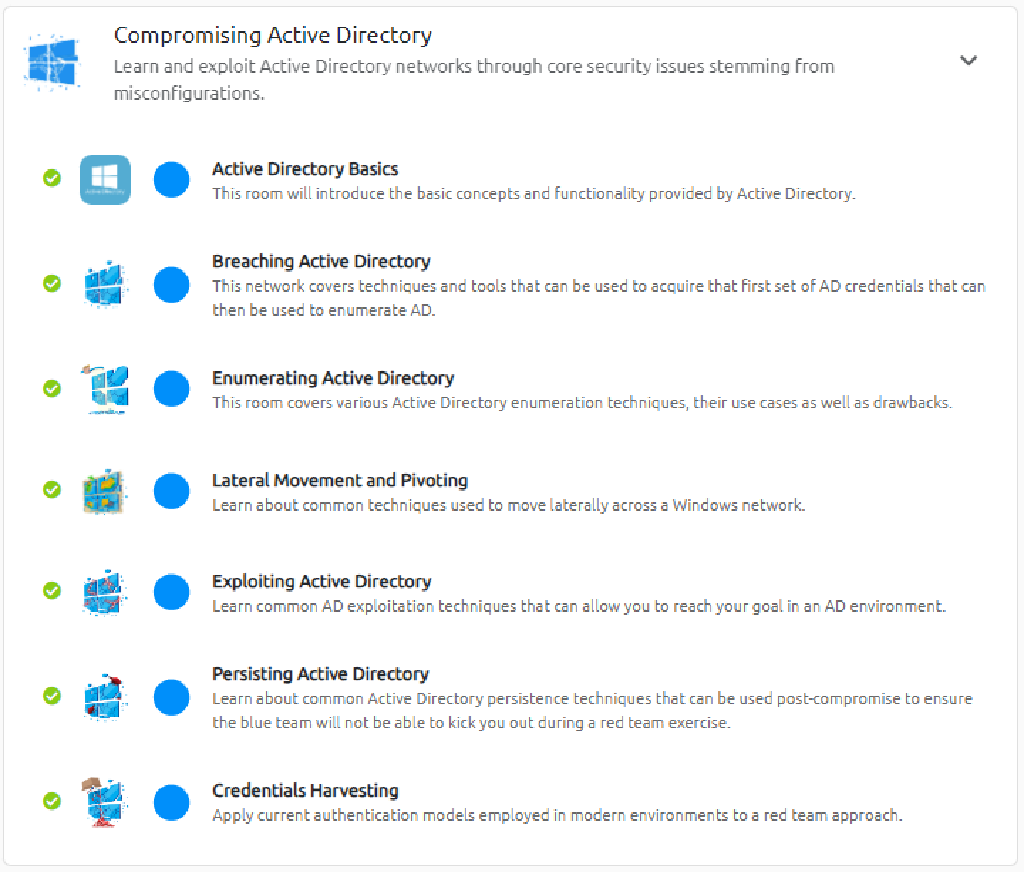 Compromising Active Directory
Learn and exploit Active Directory networks through core security issues stemming from
misconfigurations.
Active Directory Basics
This room will introduce the basic concepts and functionality provided by Active Directory.
Breaching Active Directory
This network covers techniques and tools that can be used to acquire that first set of AD credentials that can
then be used to enumerate AD.
Enumerating Active Directory
This room covers various Active Directory enumeration techniques, their use cases as well as drawbacks.
Lateral Movement and Pivoting
Learn about common techniques used to move laterally across a Windows network.
Exploiting Active Directory
Learn common AD exploitation techniques that can allow you to reach your goal in an AD environment.
Persisting Active Directory
Learn about common Active Directory persistence techniques that can be used post-compromise to ensure
the blue team will not be able to kick you out during a red team exercise.
Credentials Harvesting
Apply current authentication models employed in modern environments to a red team approach.